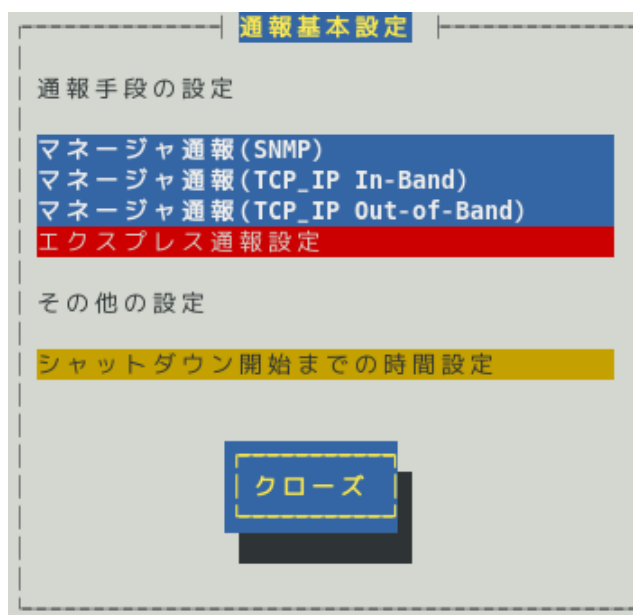 通報基本設定
通報手段の設定
マネージャ通報(SNMP)
マネージャ通報(TCP_IP In-Band)
マネージャ通報(TCP_IP Out-of-Band)
エクスプレス通報設定
その他の設定
シャットダウン開始までの時間設定
クローズ